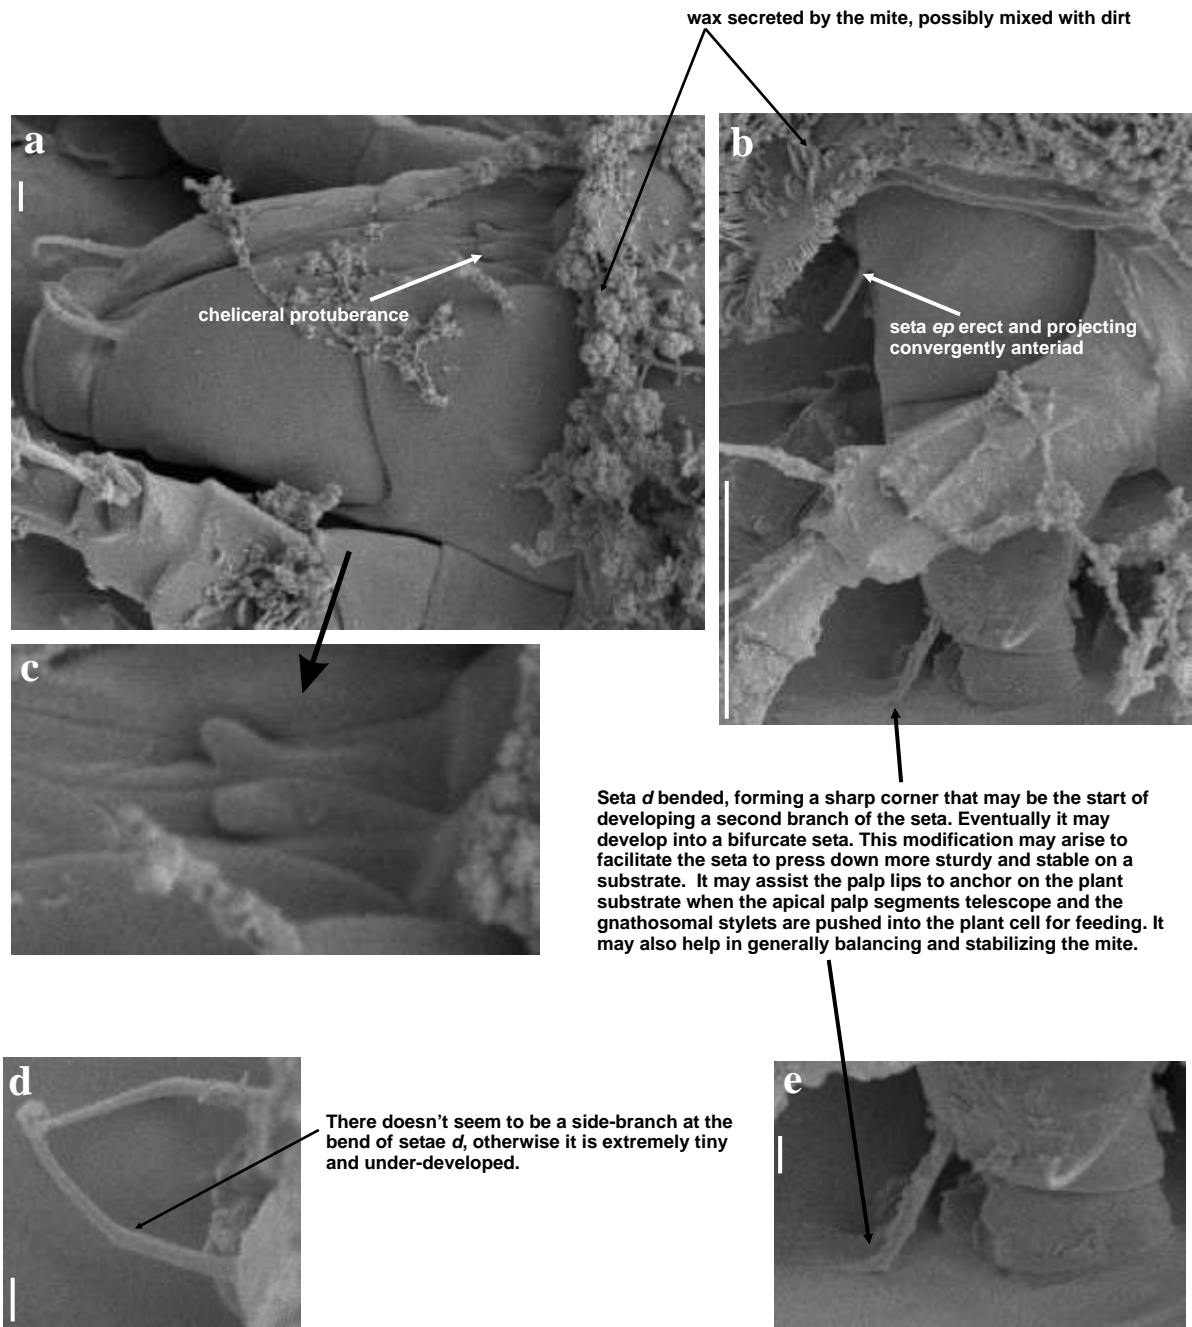 wax secreted by the mite, possibly mixed with dirt
a
b
cheliceral protuberance
seta ep erect and projecting
convergently anteriad
c
Seta d bended, forming a sharp corner that may be the start of
developing a second branch of the seta. Eventually it may
develop into a bifurcate seta. This modification may arise to
facilitate the seta to press down more sturdy and stable on a
substrate.  It may assist the palp lips to anchor on the plant
substrate when the apical palp segments telescope and the
gnathosomal stylets are pushed into the plant cell for feeding. It
may also help in generally balancing and stabilizing the mite.
d
e
There doesn't seem to be a side-branch at the
bend of setae d, otherwise it is extremely tiny
and under-developed.